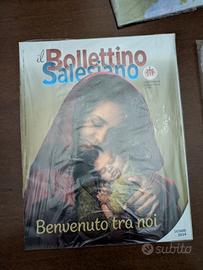 il Bollettino
Salesiano
Benvenuto tra noi
subito